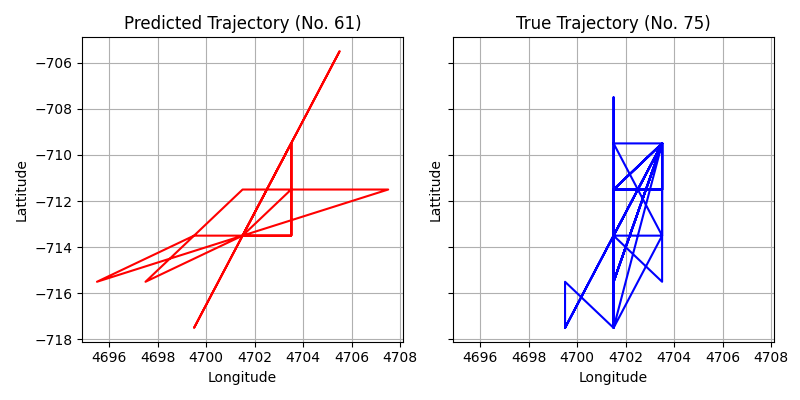 Predicted Trajectory (No. 61)
True Trajectory (No. 75)
−706
−708
−710
−712
−714
−716
−718
Lattitude
Lattitude
4696 4698 4700 4702 4704 4706 4708
4696 4698 4700 4702 4704 4706 4708
Longitude
Longitude